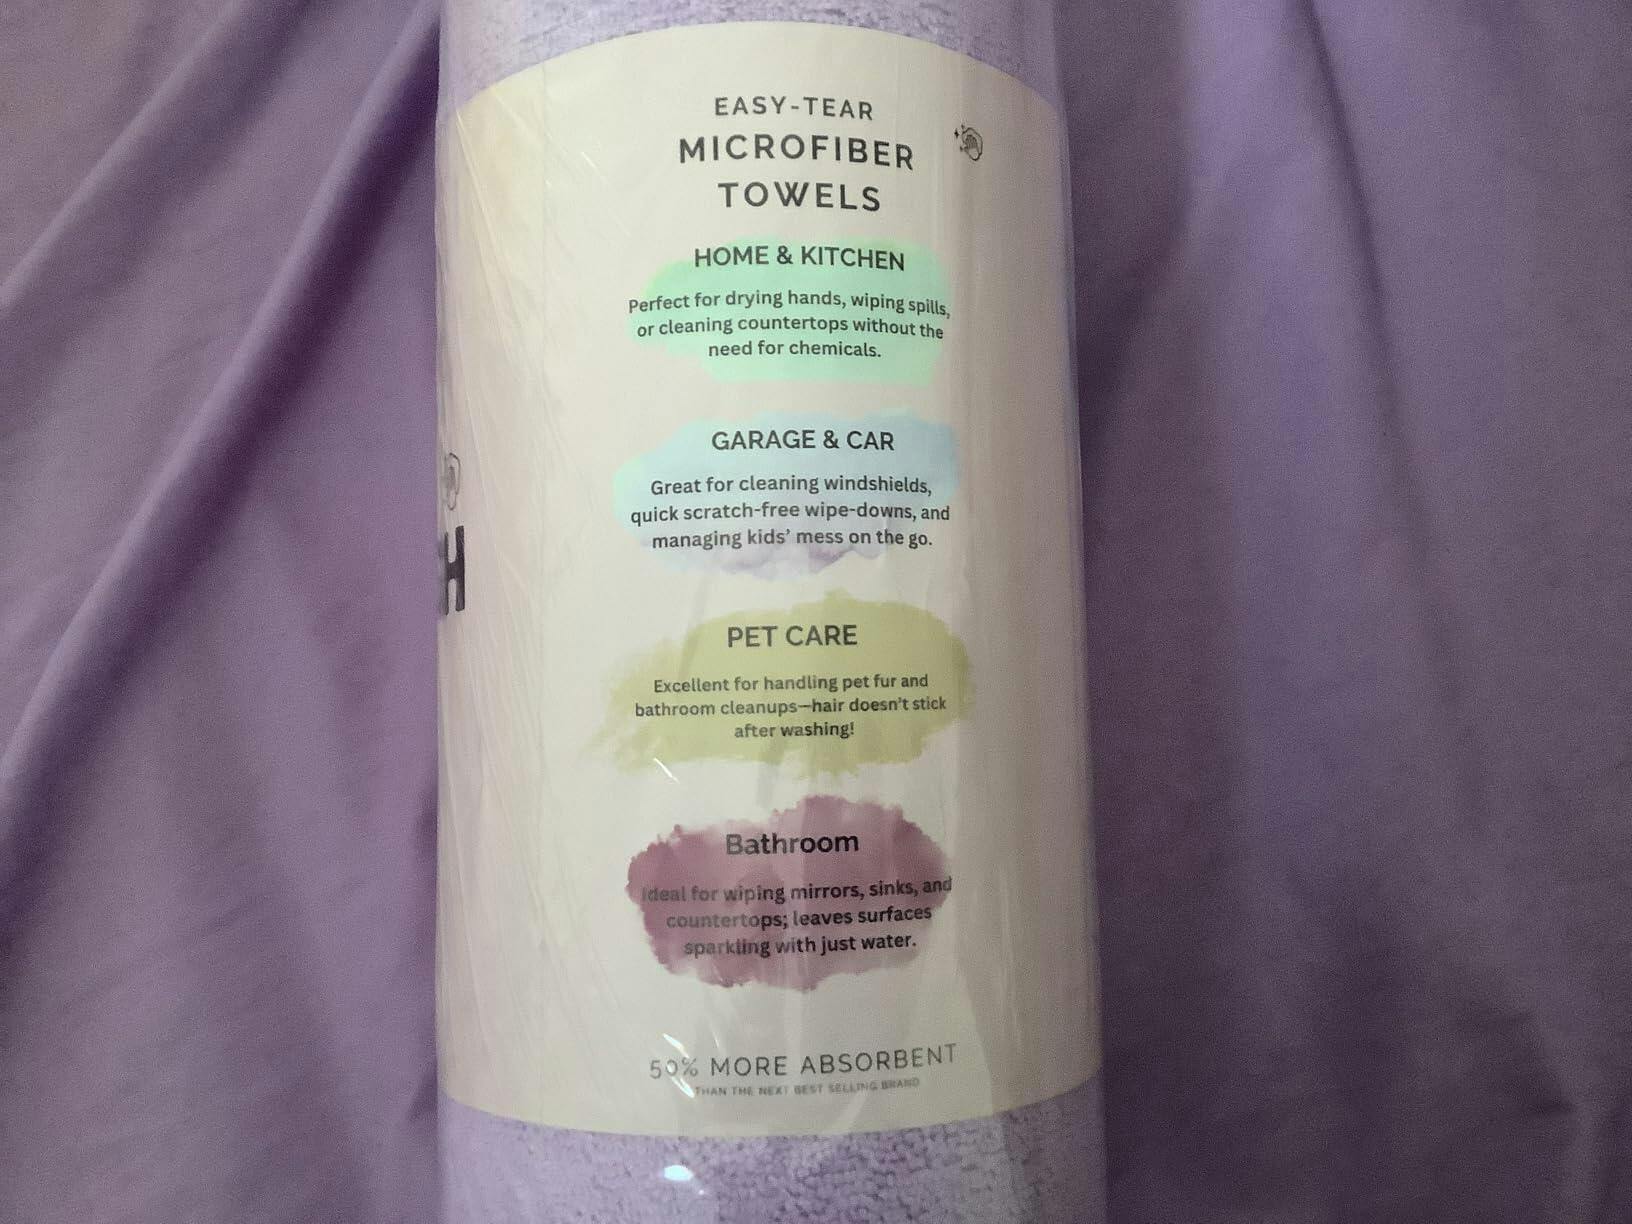 EASY-TEAR
MICROFIBER
TOWELS
HOME & KITCHEN
Perfect for drying hands, wiping spills,
or cleaning countertops without the
need for chemicals.
GARAGE & CAR
Great for cleaning windshields,
quick scratch-free wipe-downs, and
managing kids’ mess on the go.
H
PET CARE
Excellent for handling pet fur and
bathroom cleanups—hair doesn’t stick
after washing!
Bathroom
Ideal for wiping mirrors, sinks, and
countertops; leaves surfaces
sparkling with just water.
50% MORE ABSORBENT
THAN THE NEXT BEST SELLING BRAND